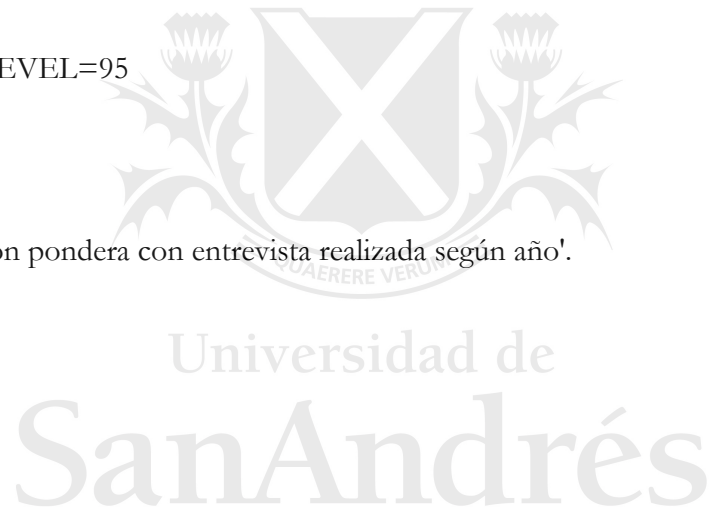 EVEL=95
on pondera con entrevista realizada según año'.
QUAERERE VERUM
Universidad de
SanAndrés